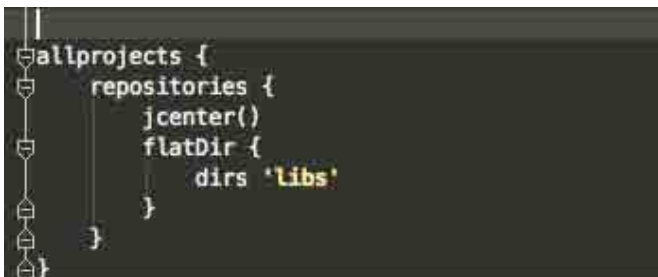 allprojects {
    repositories {
        jcenter()
        flatDir {
            dirs 'libs'
        }
    }
}